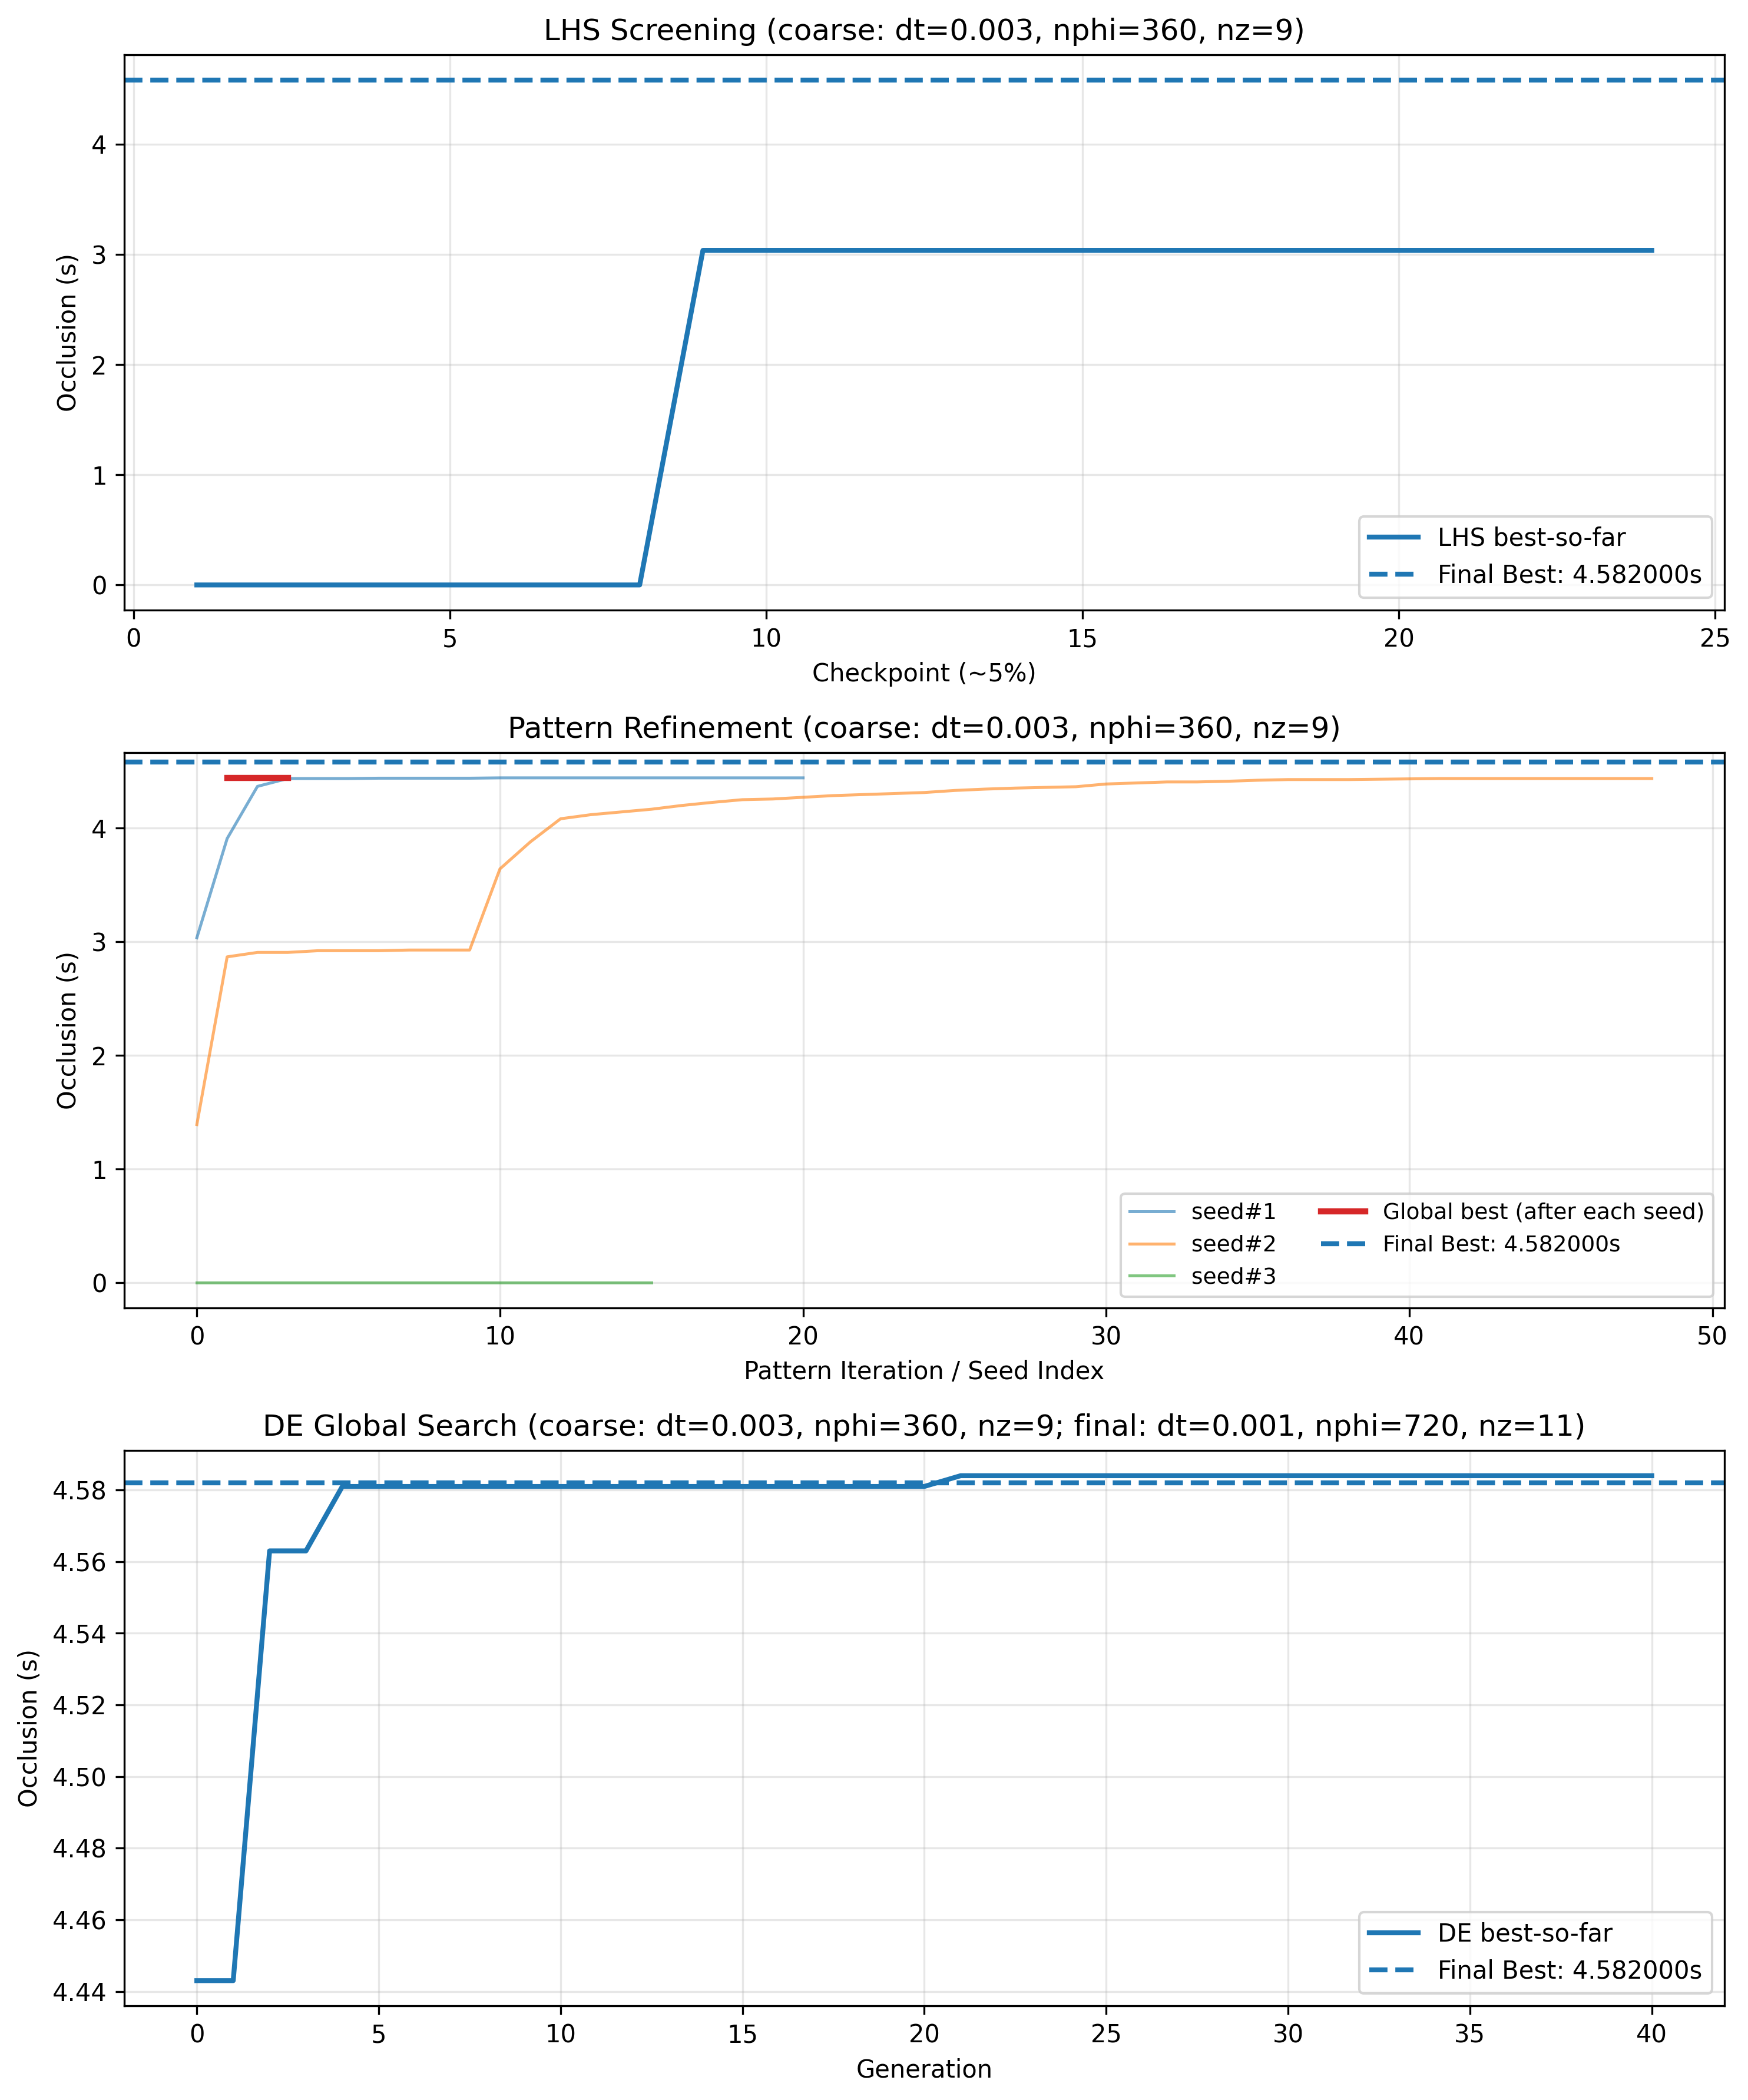 LHS Screening (coarse: dt=0.003, nphi=360, nz=9)
Occlusion (s)
4
3
2
1
0
LHS best-so-far
Final Best: 4.582000s
0 5 10 15 20 25
Checkpoint (~5%)
Pattern Refinement (coarse: dt=0.003, nphi=360, nz=9)
Occlusion (s)
4
3
2
1
0
seed#1
seed#2
seed#3
Global best (after each seed)
Final Best: 4.582000s
0 10 20 30 40 50
Pattern Iteration / Seed Index
DE Global Search (coarse: dt=0.003, nphi=360, nz=9; final: dt=0.001, nphi=720, nz=11)
Occlusion (s)
4.58
4.56
4.54
4.52
4.50
4.48
4.46
4.44
DE best-so-far
Final Best: 4.582000s
0 5 10 15 20 25 30 35 40
Generation